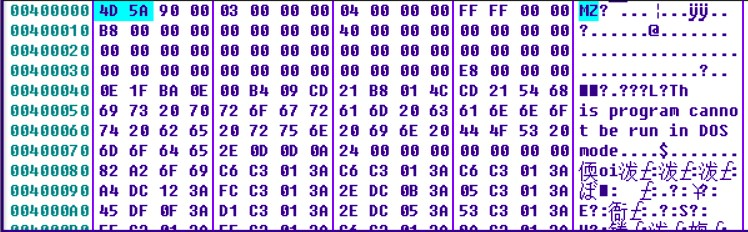 00400000 4D 5A 90 00 03 00 00 00 04 00 00 00 FF FF 00 00 MZ? ... ¦...ÿÿ..
00400010 B8 00 00 00 00 00 00 00 40 00 00 00 00 00 00 00 ?.......@.......
00400020 00 00 00 00 00 00 00 00 00 00 00 00 00 00 00 00 ................
00400030 00 00 00 00 00 00 00 00 00 00 00 00 E8 00 00 00 ............?...
00400040 0E 1F BA 0E 00 B4 09 CD 21 B8 01 4C CD 21 54 68 ■■?.???L?Th
00400050 69 73 20 70 72 6F 67 72 61 6D 20 63 61 6E 6E 6F is program canno
00400060 74 20 62 65 20 72 75 6E 20 69 6E 20 44 4F 53 20 t be run in DOS
00400070 6D 6F 64 65 2E 0D 0D 0A 24 00 00 00 00 00 00 00 mode....$.......
00400080 82 A2 6F 69 C6 C3 01 3A C6 C3 01 3A C6 C3 01 3A oi泼£:泼£:泼£:
00400090 A4 DC 12 3A FC C3 01 3A 2E DC 0B 3A 05 C3 01 3A
004000A0 45 DF 0F 3A D1 C3 01 3A 2E DC 05 3A 53 C3 01 3A E?:衙£:.?:S?: